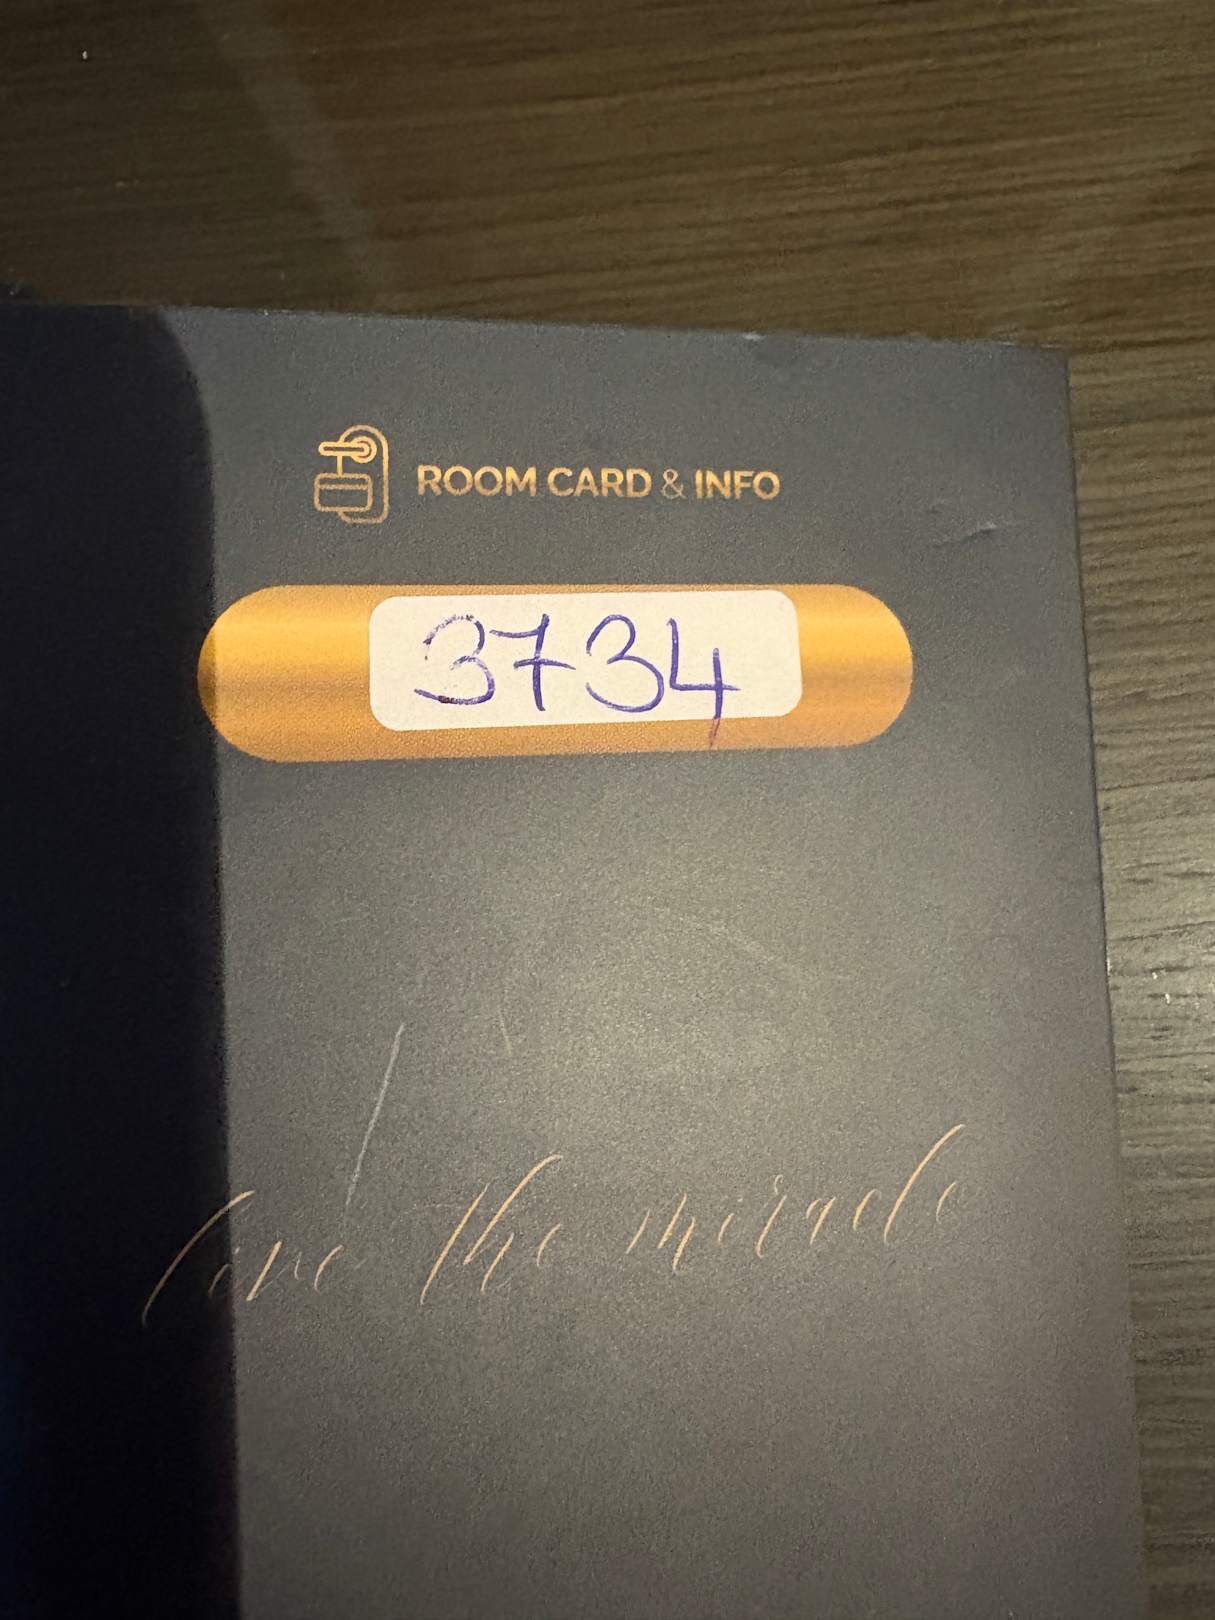 ROOM CARD & INFO
3734
live the miracle